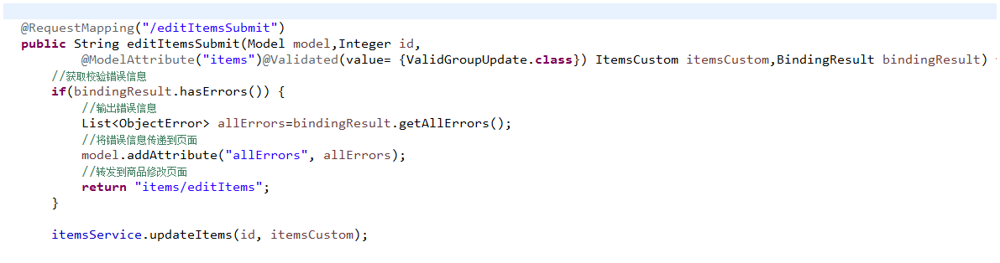 @RequestMapping("/editItemsSubmit")
public String editItemsSubmit(Model model,Integer id,
@ModelAttribute("items")@Validated(value= {ValidGroupUpdate.class}) ItemsCustom itemsCustom,BindingResult bindingResult)
//获取校验错误信息
if(bindingResult.hasErrors()) {
//输出错误信息
List<ObjectError> allErrors=bindingResult.getAllErrors();
//将错误信息传递到页面
model.addAttribute("allErrors", allErrors);
//转发到商品修改页面
return "items/editItems";
}
itemsService.updateItems(id, itemsCustom);